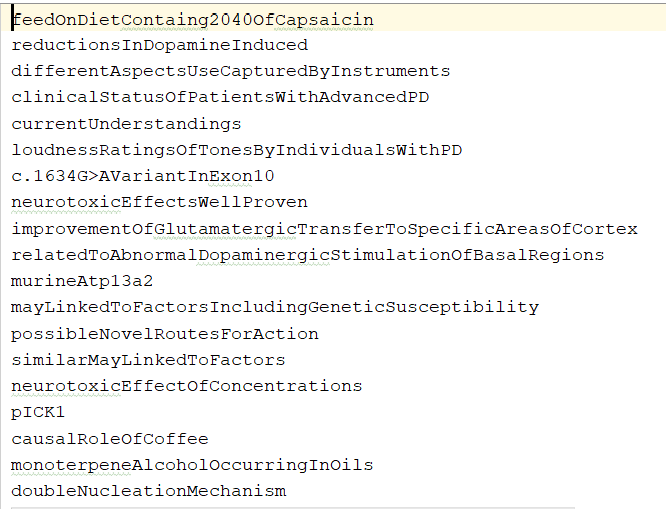 feedOnDietContaing2040OfCapsaicin
reductionsInDopamineInduced
differentAspectsUseCapturedByInstruments
clinicalStatusOfPatientsWithAdvancedPD
currentUnderstandings
loudnessRatingsOfTonesByIndividualsWithPD
c.1634G>AVariantInExon10
neurotoxicEffectsWellProven
improvementOfGlutamatergicTransferToSpecificAreasOfCortex
relatedToAbnormalDopaminergicStimulationOfBasalRegions
murineAtp13a2
mayLinkedToFactorsIncludingGeneticSusceptibility
possibleNovelRoutesForAction
similarMayLinkedToFactors
neurotoxicEffectOfConcentrations
pICK1
causalRoleOfCoffee
monoterpeneAlcoholOccurringInOils
doubleNucleationMechanism